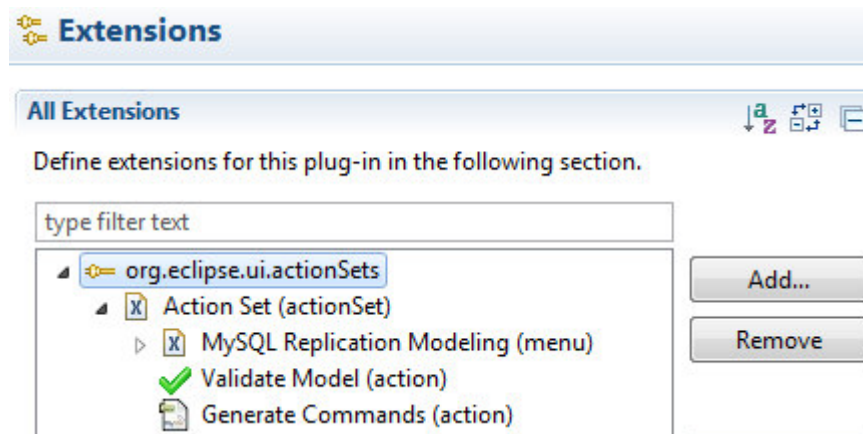 Extensions
All Extensions
Define extensions for this plug-in in the following section.
type filter text
org.eclipse.ui.actionSets
Add...
Action Set (actionSet)
MySQL Replication Modeling (menu)
Remove
Validate Model (action)
Generate Commands (action)